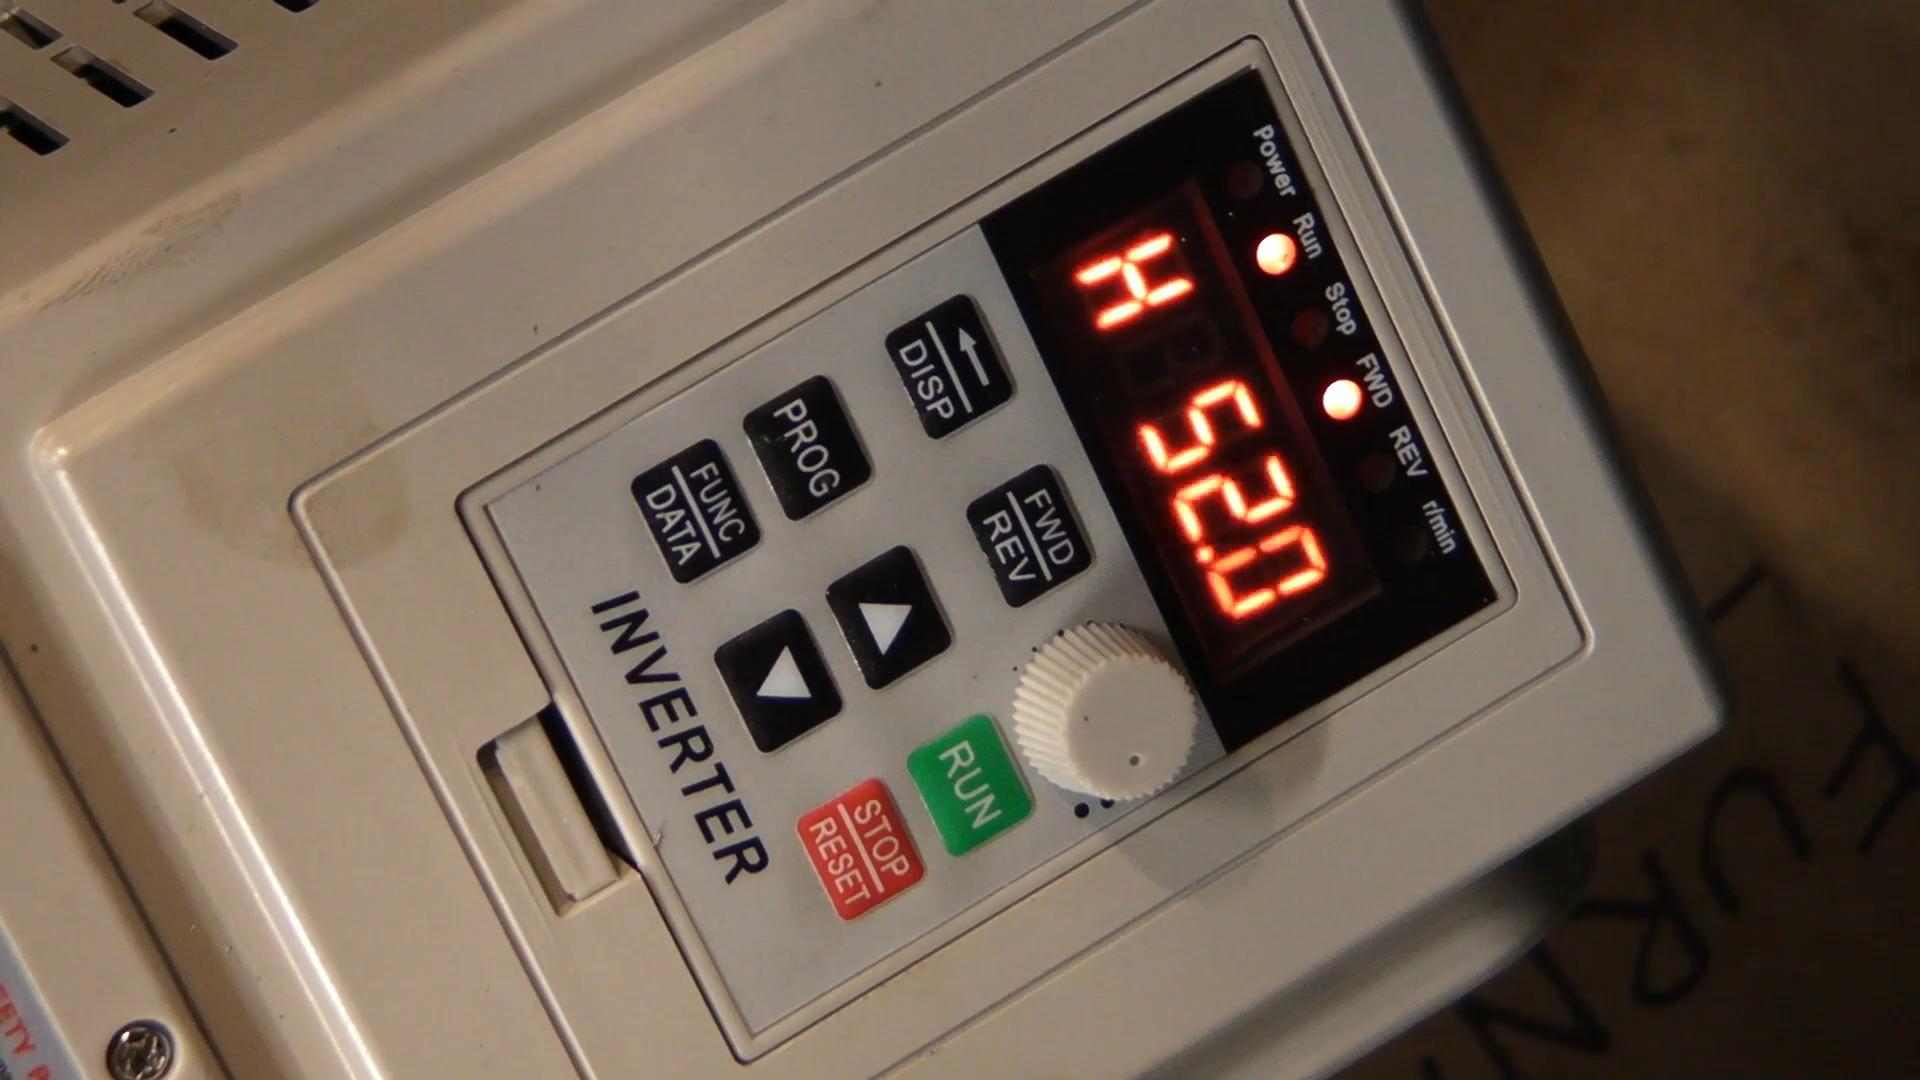 Power Run Stop FWD REV r/min
H 52.0
DISP
FWD
REV
PROG
RUN
FUNC
DATA
STOP
RESET
INVERTER